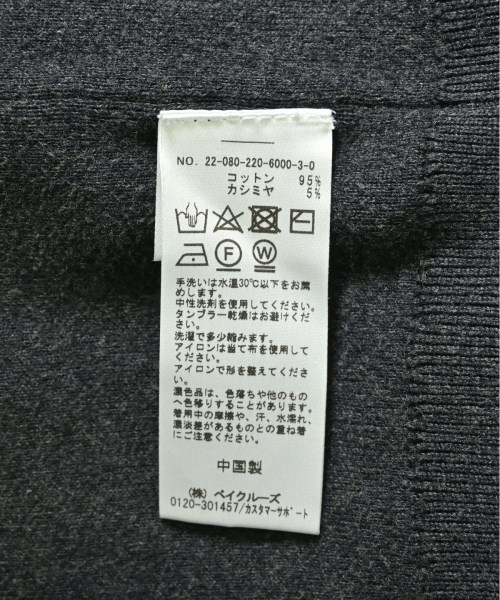 NO. 22-080-220-6000-3-0
コットン 95%
カシミヤ 5%
F W
手洗いは水温30℃以下をお薦
めします。
中性洗剤を使用してください。
タンブラー乾燥はお避けくだ
さい。
洗濯で多少縮みます。
アイロンは当て布を使用して
ください。
アイロンで形を整えてくださ
い。
濃色品は、色落ちや他のもの
へ色移りすることがあります。
着用中の摩擦や、汗、水濡れ、
濃淡差があるものとの重ね着
にご注意ください。
中国製
(株) ベイクルーズ
0120-301457/カスタマーサポート